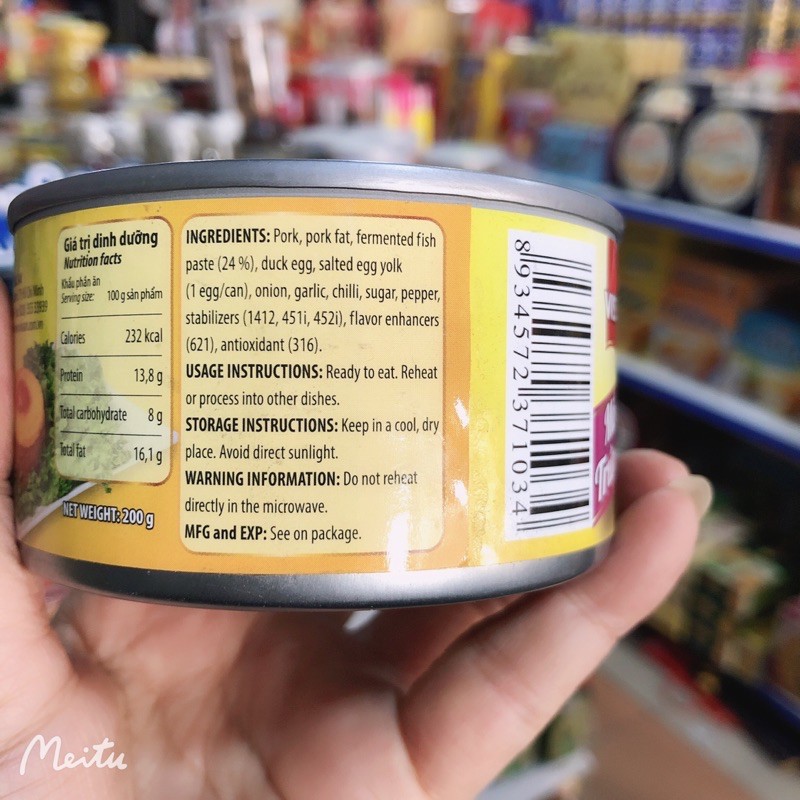 Giá trị dinh dưỡng
Nutrition facts
Khẩu phần ăn
Serving size: 100 g sản phẩm
Calories 232 kcal
Protein 13,8 g
Total carbohydrate 8 g
Total fat 16,1 g
NET WEIGHT: 200 g
INGREDIENTS: Pork, pork fat, fermented fish
paste (24 %), duck egg, salted egg yolk
(1 egg/can), onion, garlic, chilli, sugar, pepper,
stabilizers (1412, 451i, 452i), flavor enhancers
(621), antioxidant (316).
USAGE INSTRUCTIONS: Ready to eat. Reheat
or process into other dishes.
STORAGE INSTRUCTIONS: Keep in a cool, dry
place. Avoid direct sunlight.
WARNING INFORMATION: Do not reheat
directly in the microwave.
MFG and EXP: See on package.
8934572371034
Meitu